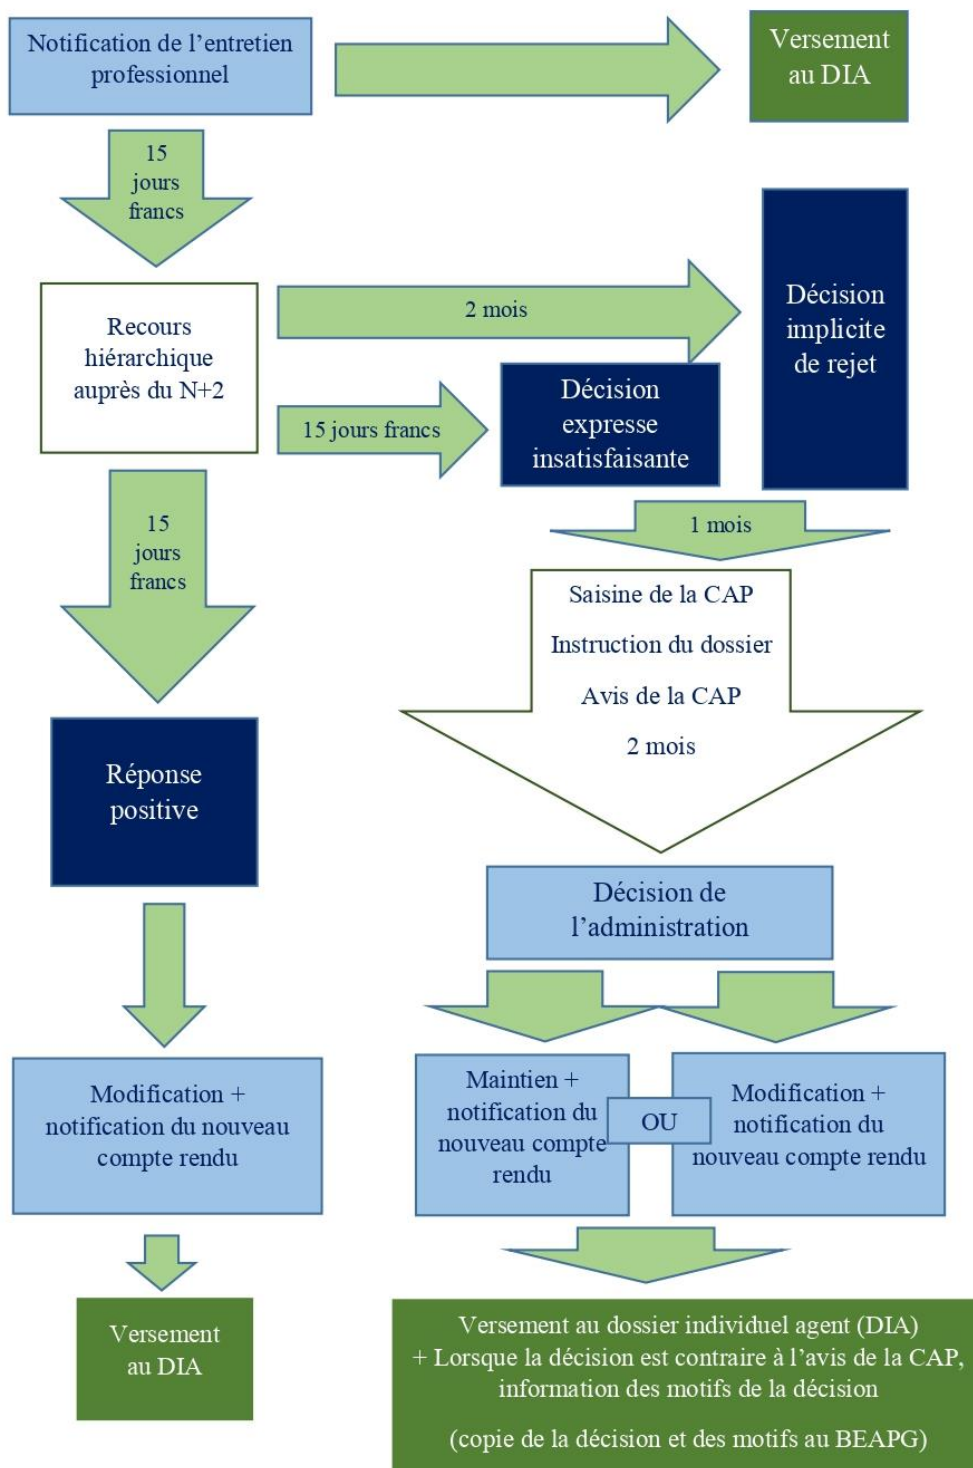 Notification de l’entretien
professionnel
Versement
au DIA
15
jours
francs
Recours
hiérarchique
auprès du N+2
2 mois
Décision
implicite
de rejet
15 jours francs
Décision
expresse
insatisfaisante
1 mois
15
jours
francs
Saisine de la CAP
Instruction du dossier
Avis de la CAP
2 mois
Réponse
positive
Décision de
l’administration
Modification +
notification du nouveau
compte rendu
Maintien +
notification du
nouveau compte
rendu
OU
Modification +
notification du
nouveau compte rendu
Versement
au DIA
Versement au dossier individuel agent (DIA)
+ Lorsque la décision est contraire à l’avis de la CAP,
information des motifs de la décision
(copie de la décision et des motifs au BEAPG)